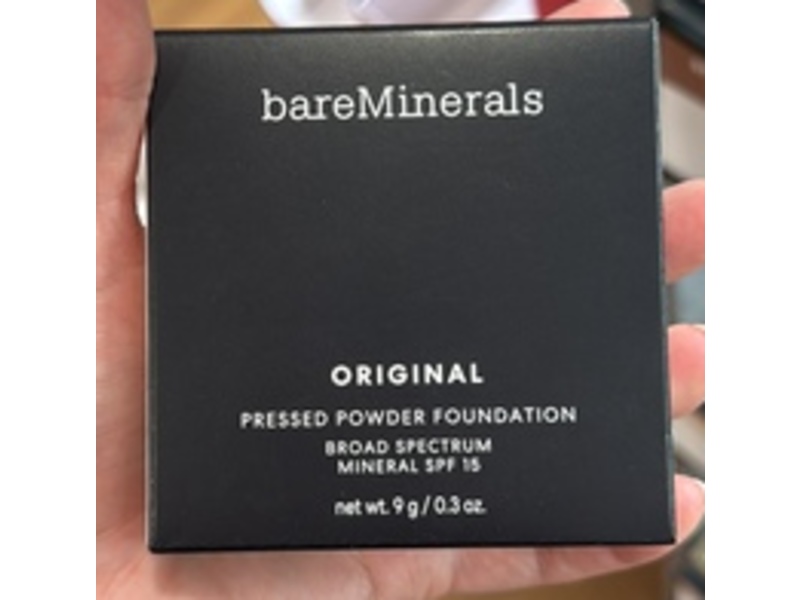 bareMinerals
ORIGINAL
PRESSED POWDER FOUNDATION
BROAD SPECTRUM
MINERAL SPF 15
net wt. 9 g / 0.3 oz.